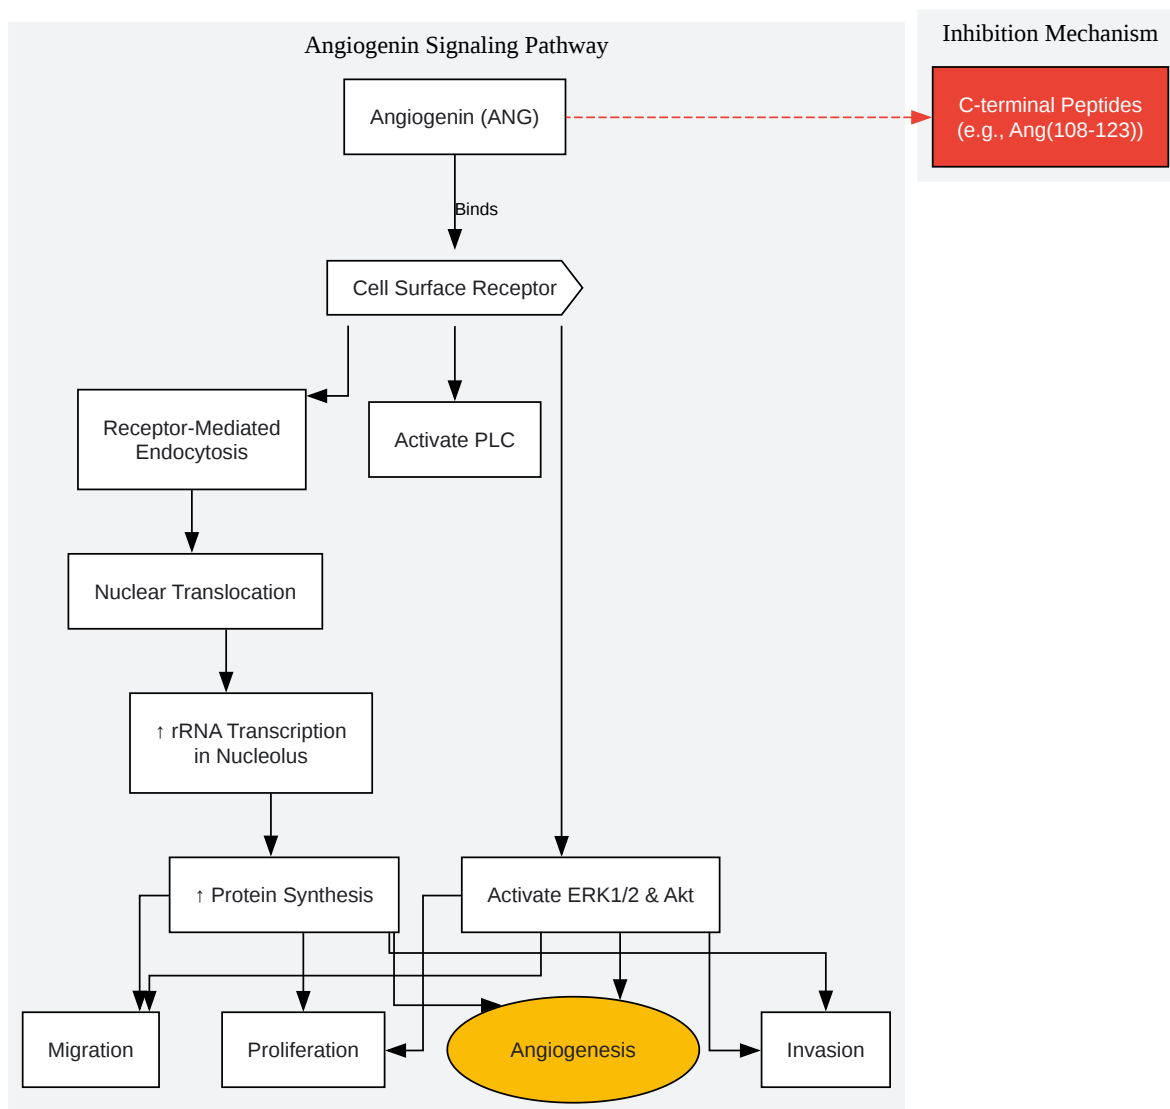 Angiogenin Signaling Pathway
Inhibition Mechanism
Angiogenin (ANG)
C-terminal Peptides
(e.g., Ang(108-123))
Binds
Cell Surface Receptor
Receptor-Mediated
Endocytosis
Activate PLC
Nuclear Translocation
↑ rRNA Transcription
in Nucleolus
↑ Protein Synthesis
Activate ERK1/2 & Akt
Migration
Proliferation
Angiogenesis
Invasion